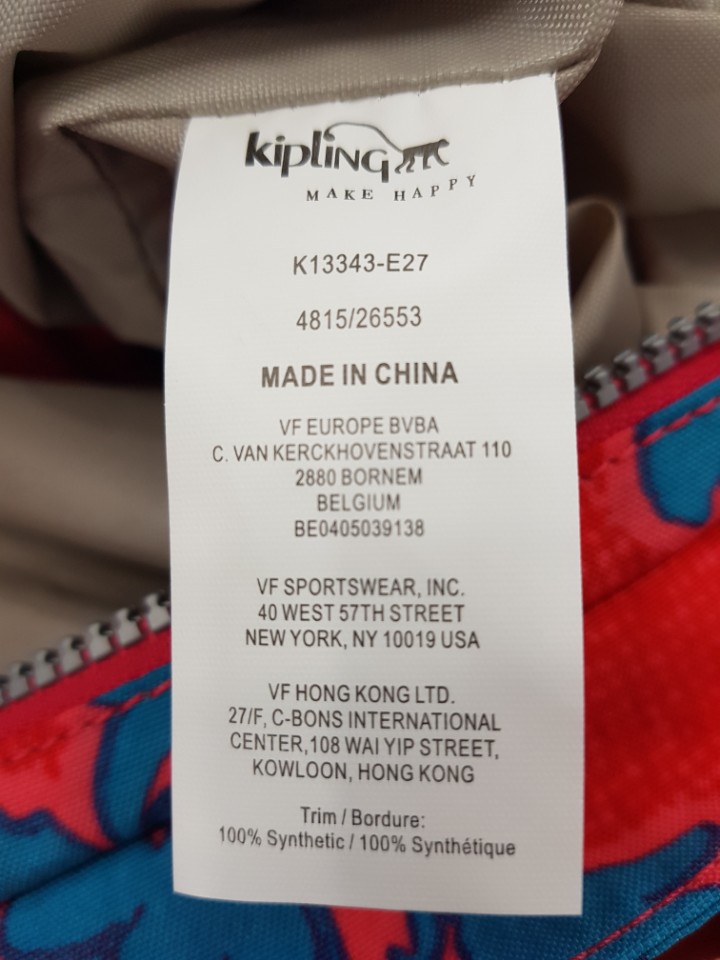 kipling
MAKE HAPPY
K13343-E27
4815/26553
MADE IN CHINA
VF EUROPE BVBA
C. VAN KERCKHOVENSTRAAT 110
2880 BORNEM
BELGIUM
BE0405039138
VF SPORTSWEAR, INC.
40 WEST 57TH STREET
NEW YORK, NY 10019 USA
VF HONG KONG LTD.
27/F, C-BONS INTERNATIONAL
CENTER,108 WAI YIP STREET,
KOWLOON, HONG KONG
Trim / Bordure:
100% Synthetic / 100% Synthétique